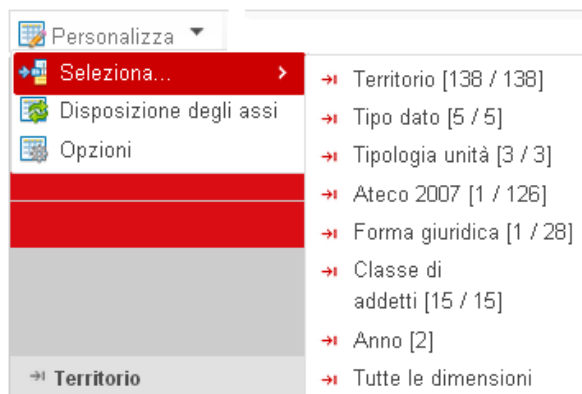 Personalizza
Seleziona... >
Disposizione degli assi
Opzioni
Territorio
Territorio [138 / 138]
Tipo dato [5 / 5]
Tipologia unità [3 / 3]
Ateco 2007 [1 / 126]
Forma giuridica [1 / 28]
Classe di
addetti [15 / 15]
Anno [2]
Tutte le dimensioni